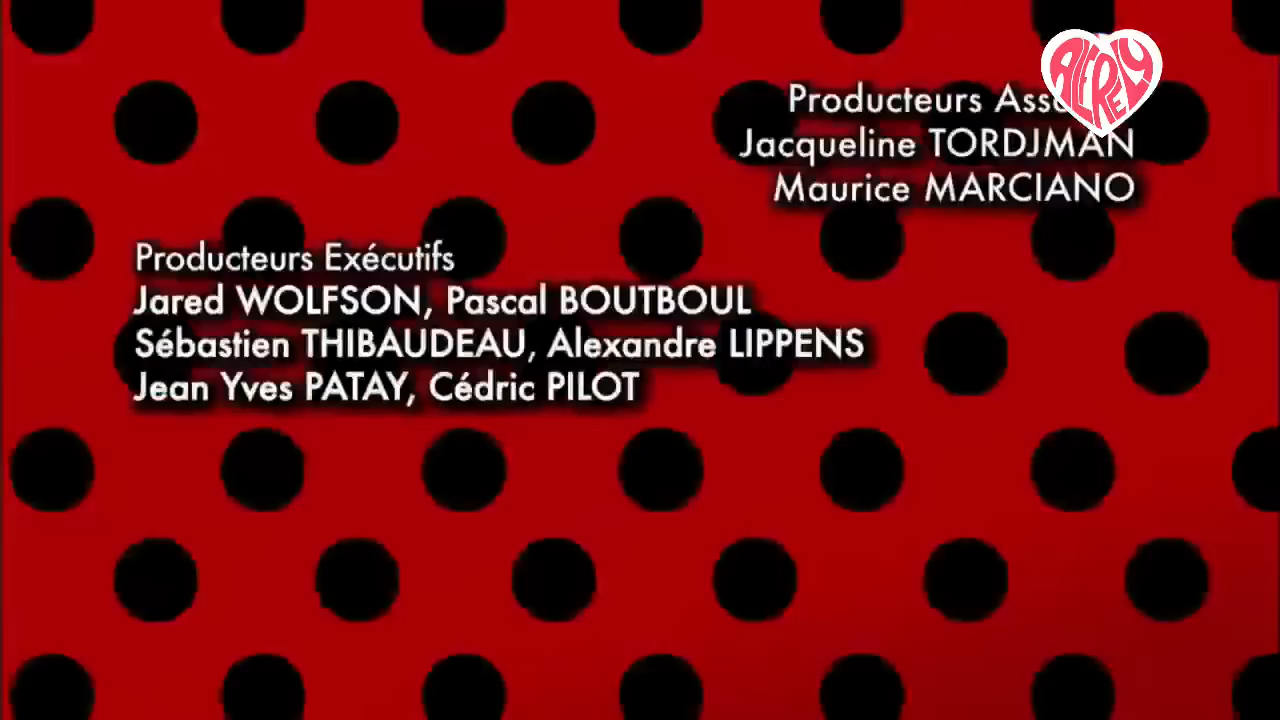 Producteurs
Jacqueline TORDJMAN
Maurice MARCIANO
Producteurs Exécutifs
Jared WOLFSON, Pascal BOUTBOUL
Sébastien THIBAUDEAU, Alexandre LIPPENS
Jean Yves PATAY, Cédric PILOT